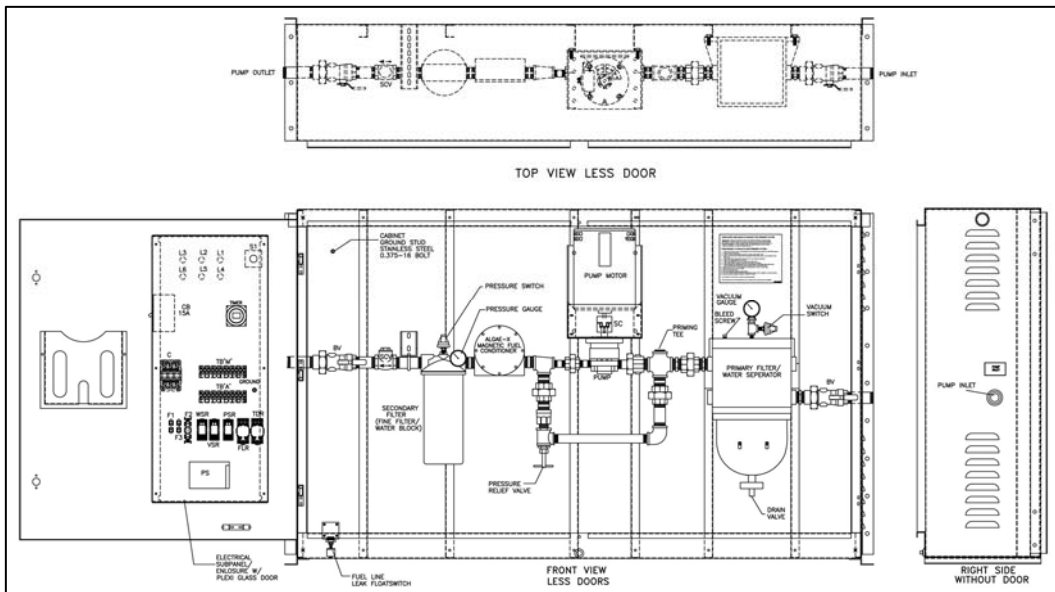 PUMP OUTLET
SCV
PUMP INLET
TOP VIEW LESS DOOR
L3
L2
L1
S1
L6
L5
L4
CB
15A
TIMER
C
TB"M"
GROUND
TB"A"
F1
F2
F3
WSR
VSR
PSR
FLR
TDR
PS
ELECTRICAL
SUBPANEL/
ENLOSURE W/
PLEXI GLASS DOOR
CABINET
GROUND STUD
STAINLESS STEEL
0.375-16 BOLT
PRESSURE SWITCH
PRESSURE GAUGE
BV
SCV
ALGAE-X
MAGNETIC FUEL
CONDITIONER
SECONDARY
FILTER
(FINE FILTER/
WATER BLOCK)
PUMP MOTOR
SC
PUMP
PRIMING
TEE
PRESSURE
RELIEF VALVE
BLEED
SCREW
VACUUM
GAUGE
VACUUM
SWITCH
PRIMARY FILTER/
WATER SEPERATOR
BV
DRAIN
VALVE
FUEL LINE
LEAK FLOATSWITCH
FRONT VIEW
LESS DOORS
PUMP INLET
RIGHT SIDE
WITHOUT DOOR